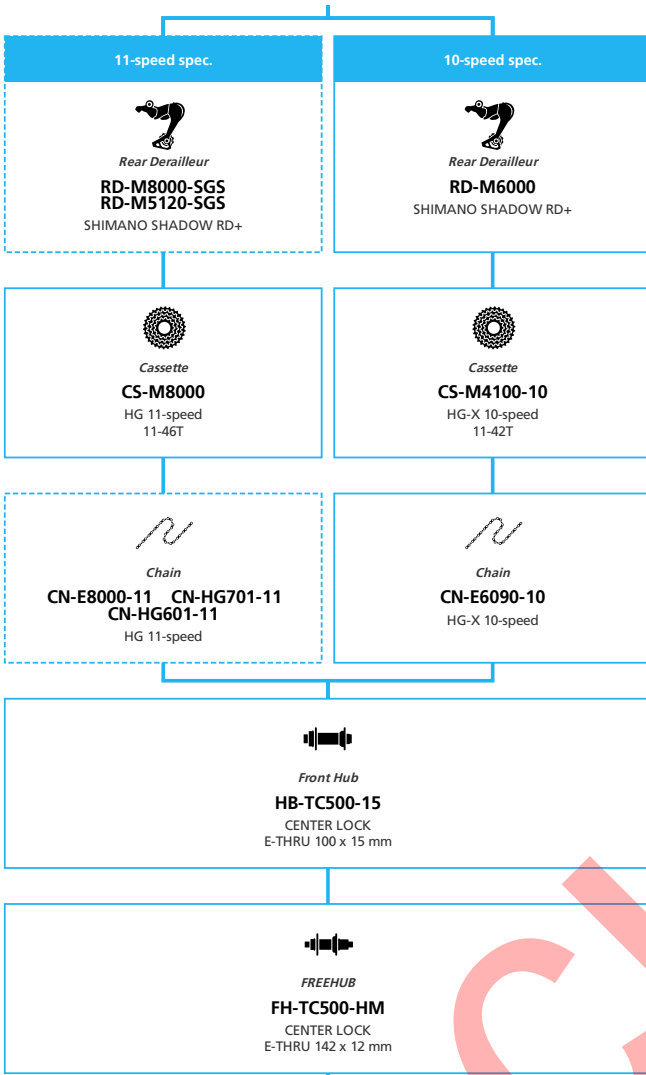 11-speed spec.
Rear Derailleur
RD-M8000-SGS
RD-M5120-SGS
SHIMANO SHADOW RD+
Cassette
CS-M8000
HG 11-speed
11-46T
Chain
CN-E8000-11 CN-HG701-11
CN-HG601-11
HG 11-speed
10-speed spec.
Rear Derailleur
RD-M6000
SHIMANO SHADOW RD+
Cassette
CS-M4100-10
HG-X 10-speed
11-42T
Chain
CN-E6090-10
HG-X 10-speed
Front Hub
HB-TC500-15
CENTER LOCK
E-THRU 100 x 15 mm
FREEHUB
FH-TC500-HM
CENTER LOCK
E-THRU 142 x 12 mm